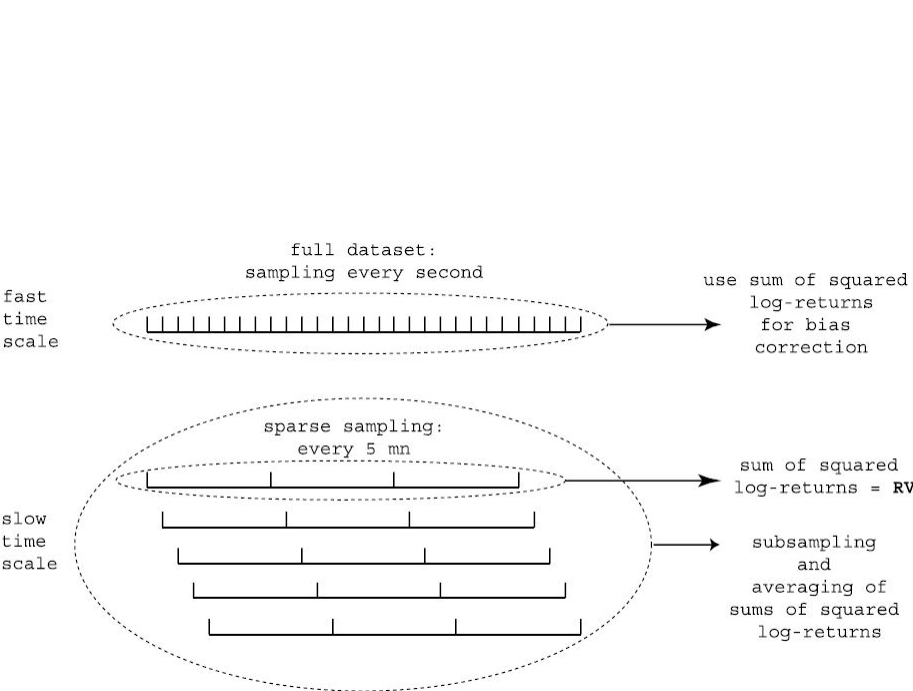 full dataset:
sampling every second
fast
time
scale
use sum of squared
log-returns
for bias
correction
sparse sampling:
every 5 mn
sum of squared
log-returns = RV
slow
time
scale
subsampling
and
averaging of
sums of squared
log-returns